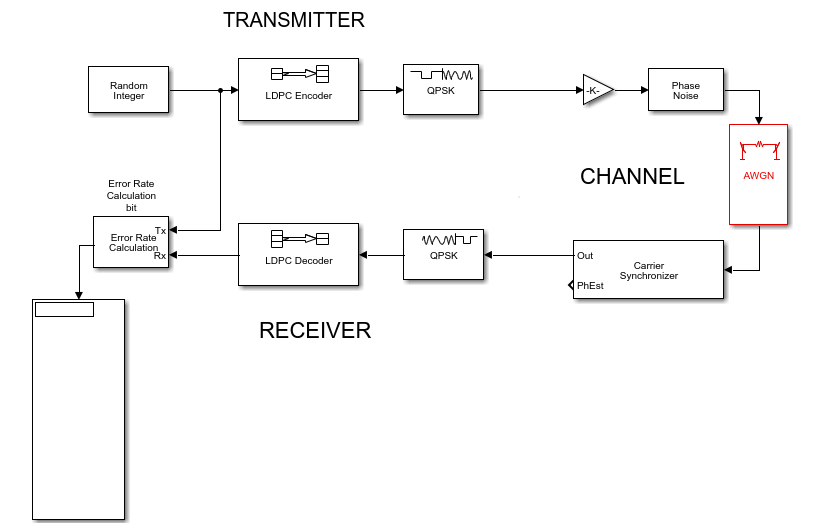 TRANSMITTER
Random
Integer
LDPC Encoder
QPSK
-K-
Phase
Noise
CHANNEL
AWGN
Error Rate
Calculation
bit
Tx
Error Rate
Calculation
Rx
LDPC Decoder
QPSK
Out
Carrier
Synchronizer
PhEst
RECEIVER